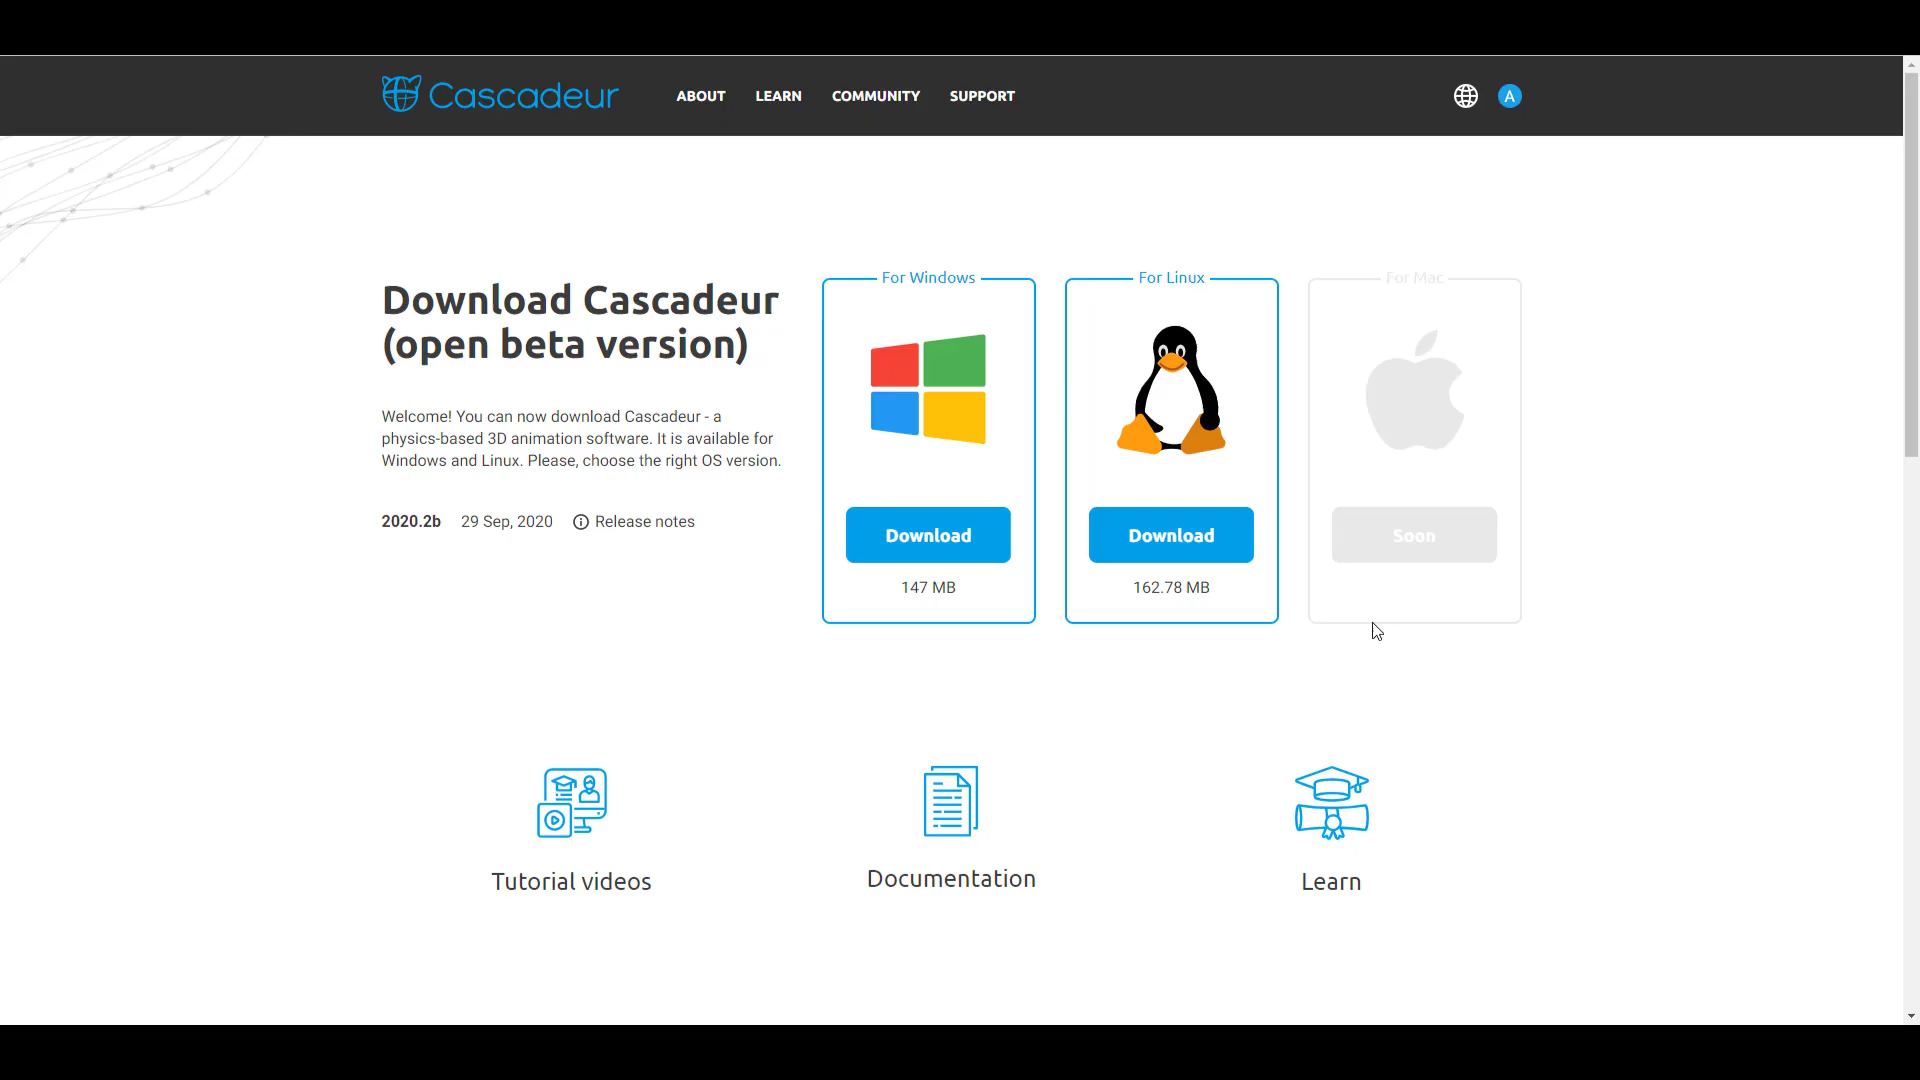 Cascadeur
ABOUT LEARN COMMUNITY SUPPORT
A
Download Cascadeur
(open beta version)
Welcome! You can now download Cascadeur - a
physics-based 3D animation software. It is available for
Windows and Linux. Please, choose the right OS version.
2020.2b 29 Sep, 2020 Release notes
For Windows
Download
147 MB
For Linux
Download
162.78 MB
For Mac
Soon
Tutorial videos
Documentation
Learn